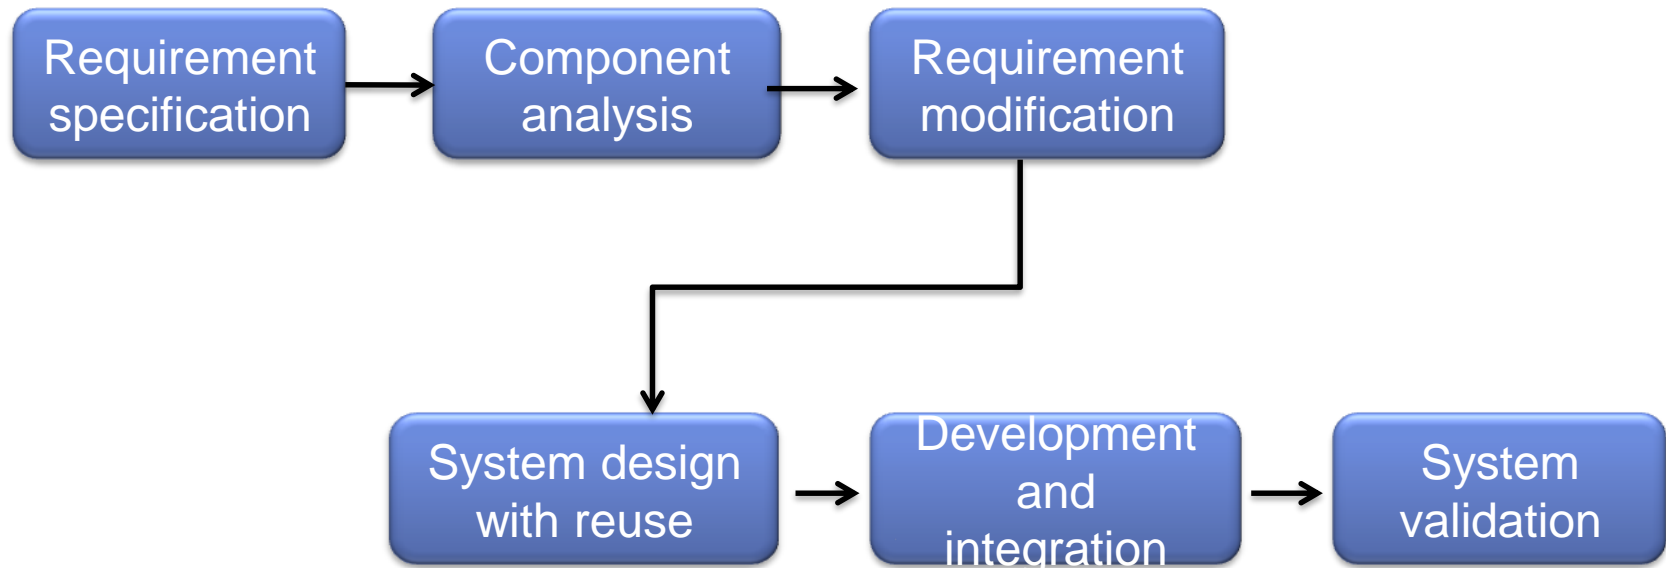 Requirement
specification
Component
analysis
Requirement
modification
System design
with reuse
Development
and
integration
System
validation